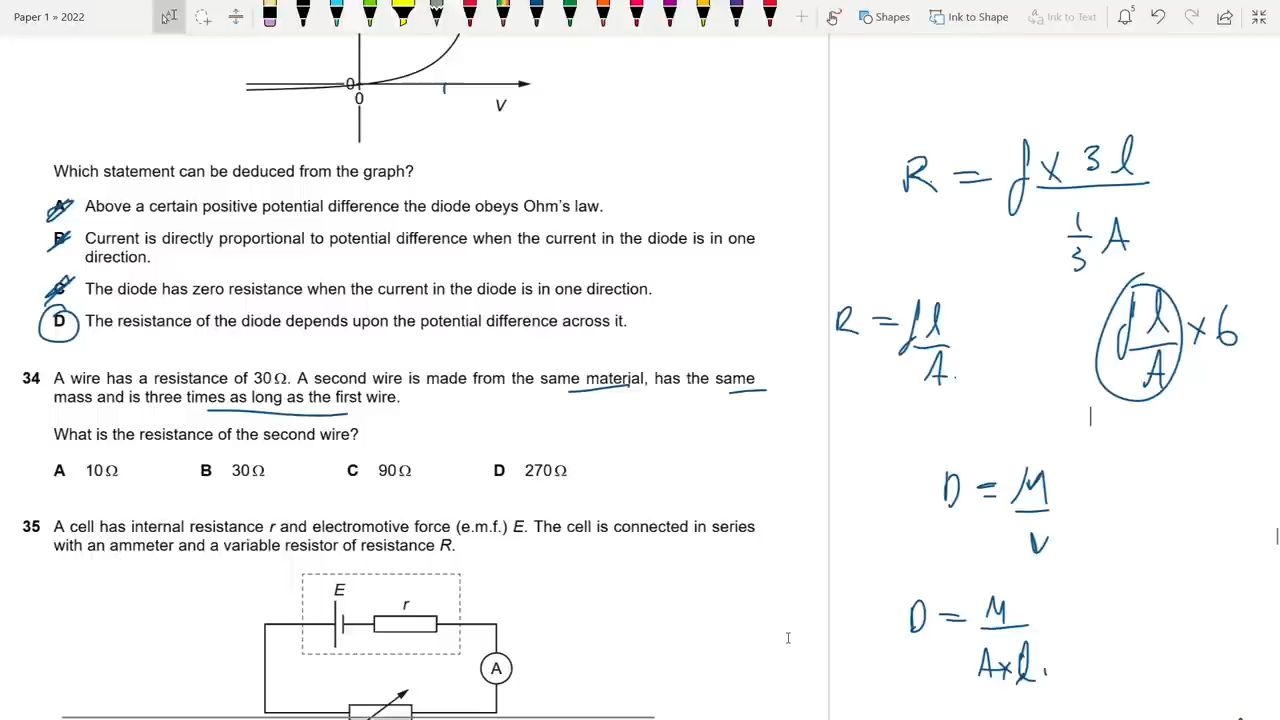 Paper 1 » 2022
Shapes
Ink to Shape
Ink to Text
5
0
0
V
Which statement can be deduced from the graph?
A Above a certain positive potential difference the diode obeys Ohm's law.
B Current is directly proportional to potential difference when the current in the diode is in one
direction.
C The diode has zero resistance when the current in the diode is in one direction.
D The resistance of the diode depends upon the potential difference across it.
34 A wire has a resistance of 30 Ω. A second wire is made from the same material, has the same
mass and is three times as long as the first wire.
What is the resistance of the second wire?
A 10 Ω B 30 Ω C 90 Ω D 270 Ω
35 A cell has internal resistance r and electromotive force (e.m.f.) E. The cell is connected in series
with an ammeter and a variable resistor of resistance R.
E
r
A
R = ρ x 3 l
1/3 A
R = ρ l
A.
ρ l × 6
A
D = M
V
D = M
A×l.